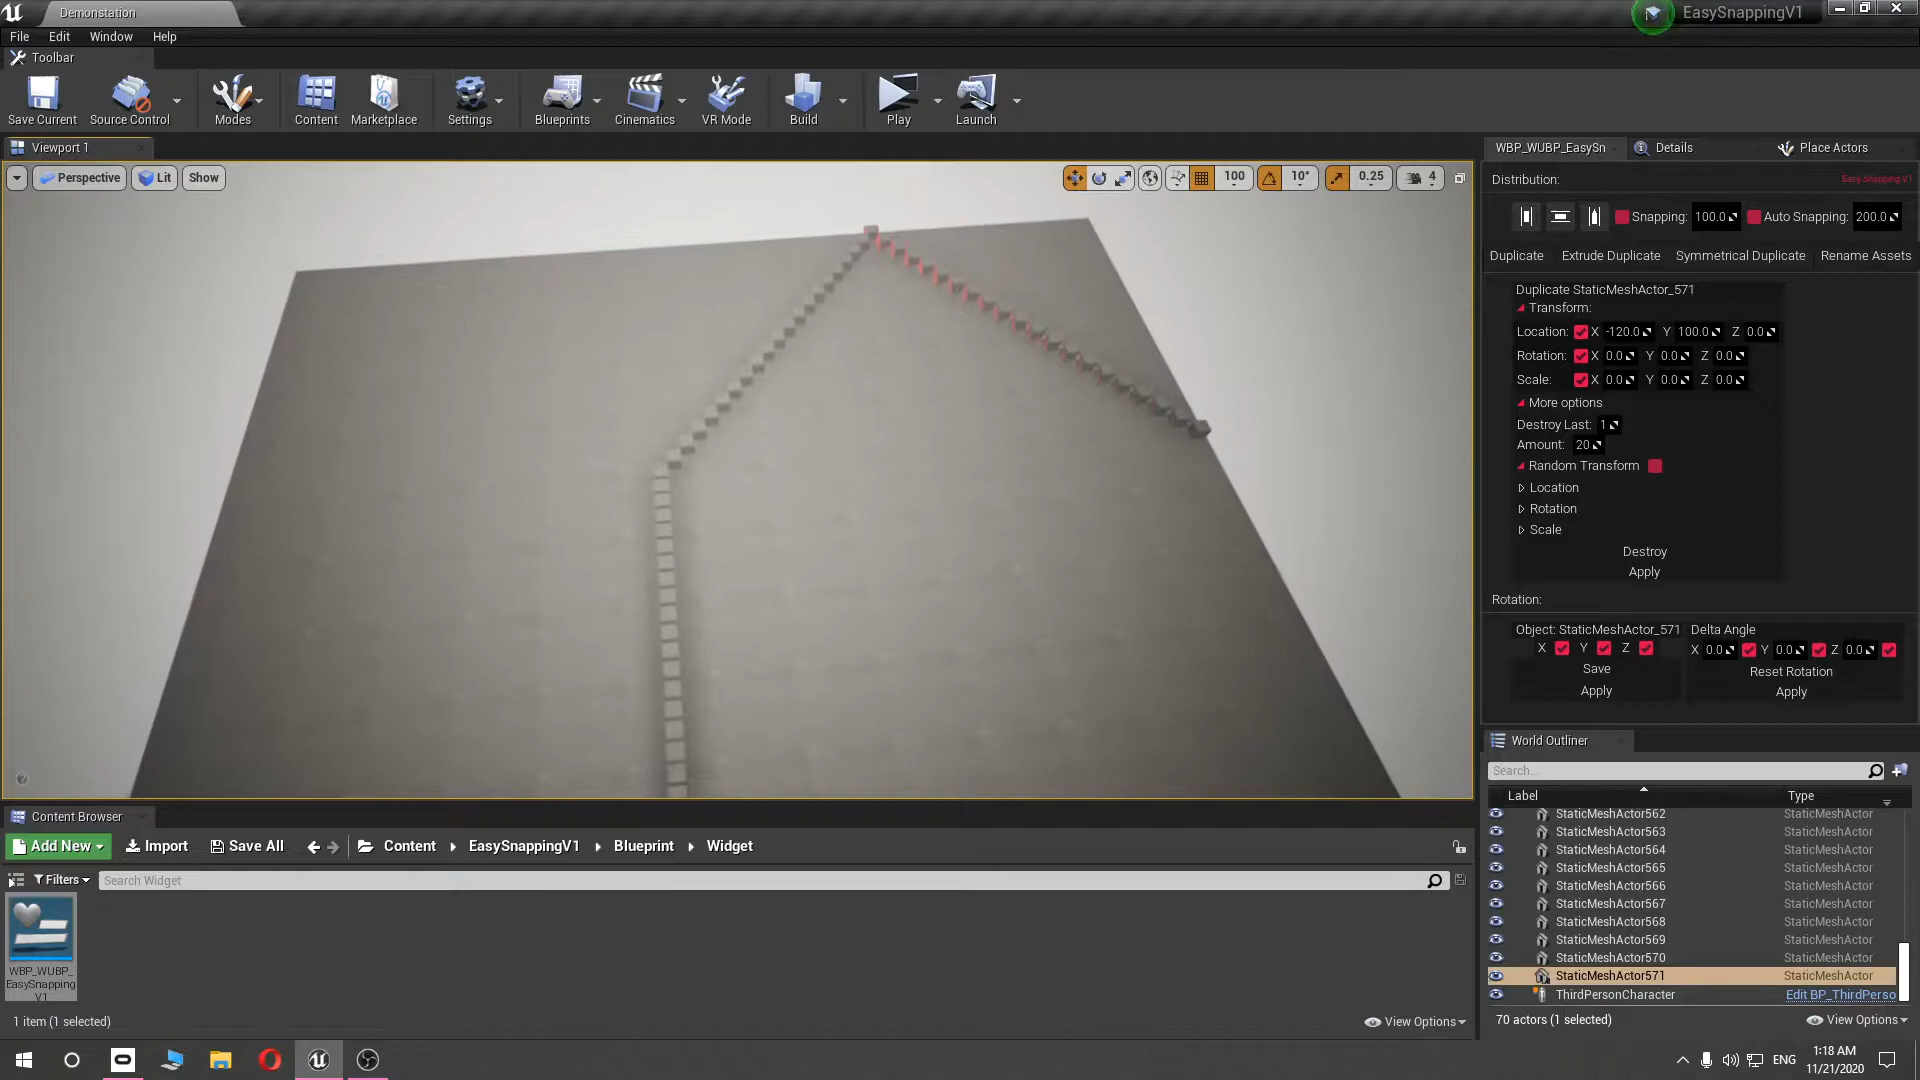 Demonstation
EasySnappingV1
File Edit Window Help
Toolbar
Save Current Source Control Modes Content Marketplace Settings Blueprints Cinematics VR Mode Build Play Launch
Viewport 1
Perspective Lit Show
100 10° 0.25 4
WBP_WUBP_EasySn Details Place Actors
Distribution: Easy Snapping V1
Snapping: 100.0 Auto Snapping: 200.0
Duplicate Extrude Duplicate Symmetrical Duplicate Rename Assets
Duplicate StaticMeshActor_571
Transform:
Location: X -120.0 Y 100.0 Z 0.0
Rotation: X 0.0 Y 0.0 Z 0.0
Scale: X 0.0 Y 0.0 Z 0.0
More options
Destroy Last: 1
Amount: 20
Random Transform
Location
Rotation
Scale
Destroy
Apply
Rotation:
Object: StaticMeshActor_571 Delta Angle
X Y Z X 0.0 Y 0.0 Z 0.0
Save Reset Rotation
Apply Apply
World Outliner
Search...
Label Type
StaticMeshActor562 StaticMeshActor
StaticMeshActor563 StaticMeshActor
StaticMeshActor564 StaticMeshActor
StaticMeshActor565 StaticMeshActor
StaticMeshActor566 StaticMeshActor
StaticMeshActor567 StaticMeshActor
StaticMeshActor568 StaticMeshActor
StaticMeshActor569 StaticMeshActor
StaticMeshActor570 StaticMeshActor
StaticMeshActor571 StaticMeshActor
ThirdPersonCharacter Edit BP_ThirdPerso
70 actors (1 selected) View Options
Content Browser
Add New Import Save All Content EasySnappingV1 Blueprint Widget
Filters Search Widget
WBP_WUBP_
EasySnapping
V1
1 item (1 selected) View Options
ENG 1:18 AM
11/21/2020